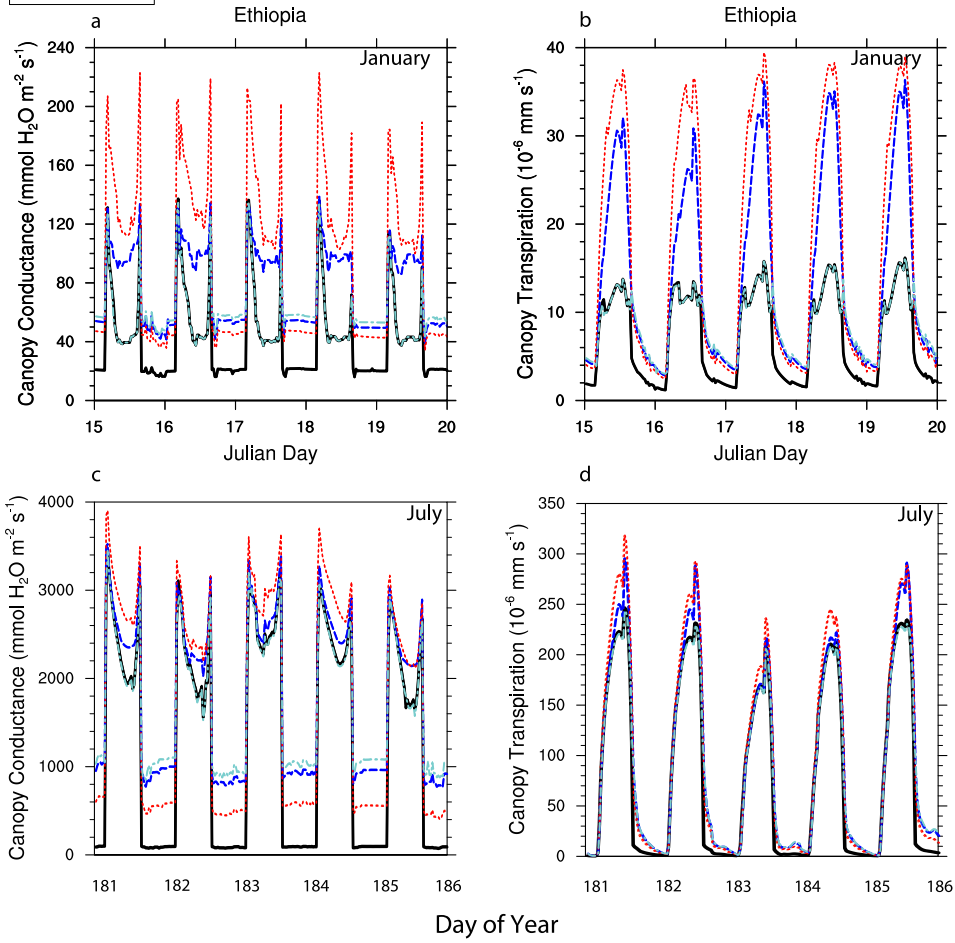 a
Ethiopia
b
Ethiopia
January
January
Canopy Conductance (mmol H2O m-2 s-1)
240
200
160
120
80
40
0
15 16 17 18 19 20
Julian Day
Canopy Transpiration (10-6 mm s-1)
40
30
20
10
0
15 16 17 18 19 20
Julian Day
c
d
July
July
Canopy Conductance (mmol H2O m-2 s-1)
4000
3000
2000
1000
0
181 182 183 184 185 186
Canopy Transpiration (10-6 mm s-1)
350
300
250
200
150
100
50
0
181 182 183 184 185 186
Day of Year